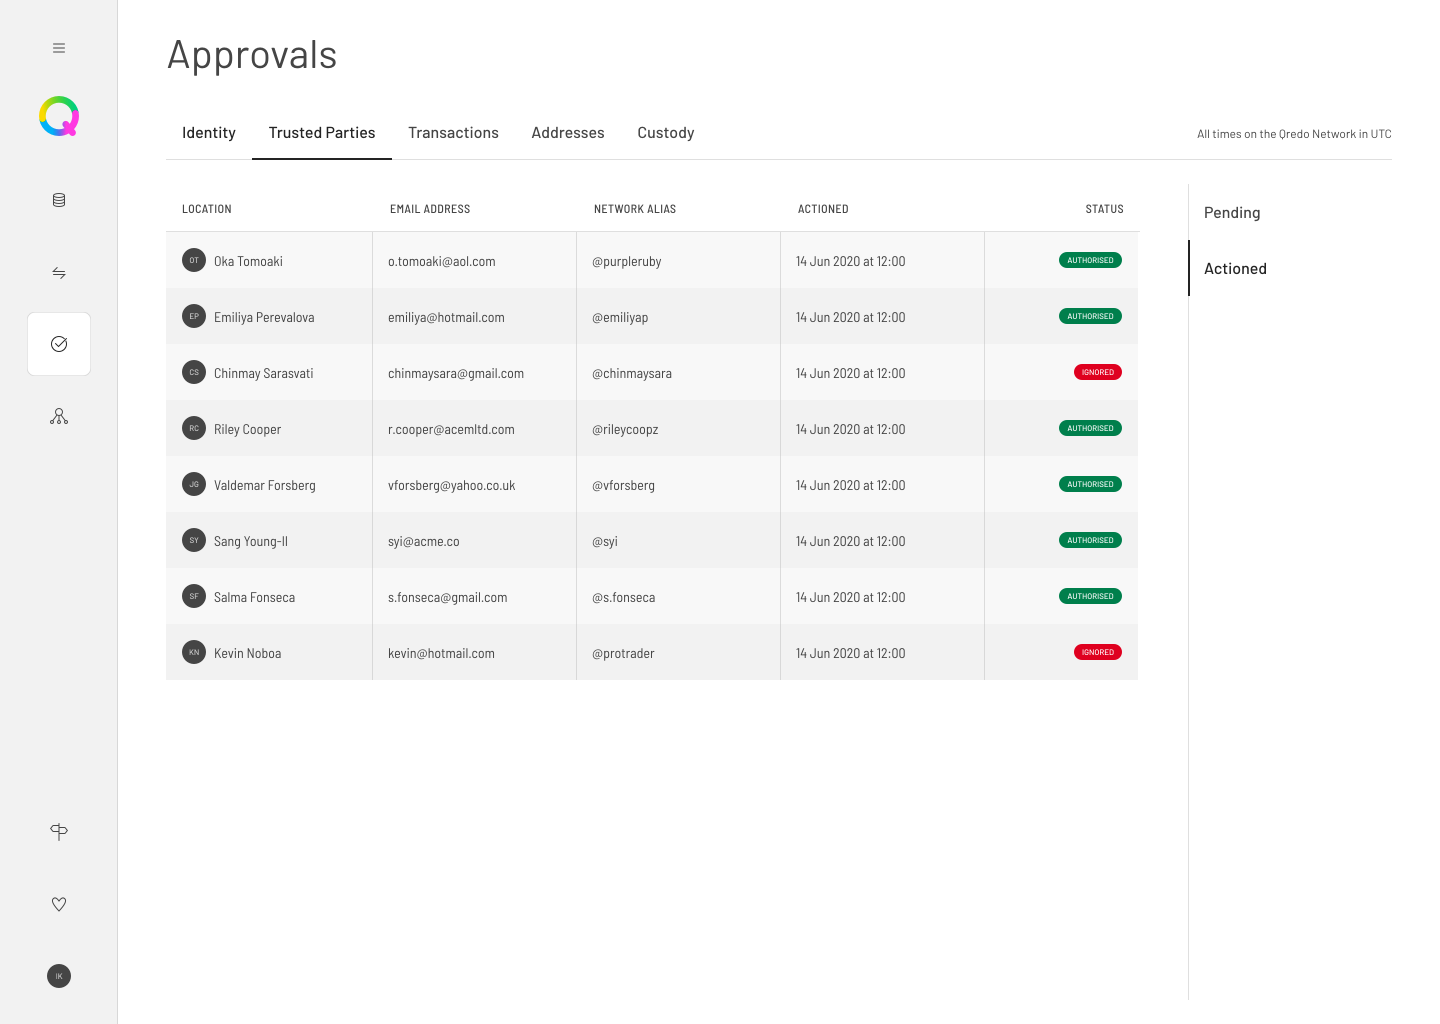 Approvals
Identity Trusted Parties Transactions Addresses Custody All times on the Qredo Network in UTC
LOCATION EMAIL ADDRESS NETWORK ALIAS ACTIONED STATUS
Pending
OT Oka Tomoaki o.tomoaki@aol.com @purpleruby 14 Jun 2020 at 12:00 AUTHORISED
Actioned
EP Emiliya Perevalova emiliya@hotmail.com @emiliyap 14 Jun 2020 at 12:00 AUTHORISED
CS Chinmay Sarasvati chinmaysara@gmail.com @chinmaysara 14 Jun 2020 at 12:00 IGNORED
RC Riley Cooper r.cooper@acemltd.com @rileycoopz 14 Jun 2020 at 12:00 AUTHORISED
JG Valdemar Forsberg vforsberg@yahoo.co.uk @vforsberg 14 Jun 2020 at 12:00 AUTHORISED
SY Sang Young-Il syi@acme.co @syi 14 Jun 2020 at 12:00 AUTHORISED
SF Salma Fonseca s.fonseca@gmail.com @s.fonseca 14 Jun 2020 at 12:00 AUTHORISED
KN Kevin Noboa kevin@hotmail.com @protrader 14 Jun 2020 at 12:00 IGNORED
IK